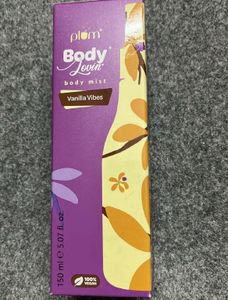 plum
Body
Lovin'
body mist
Vanilla Vibes
150 ml ℮ 5.07 fl. oz
100%
VEGAN